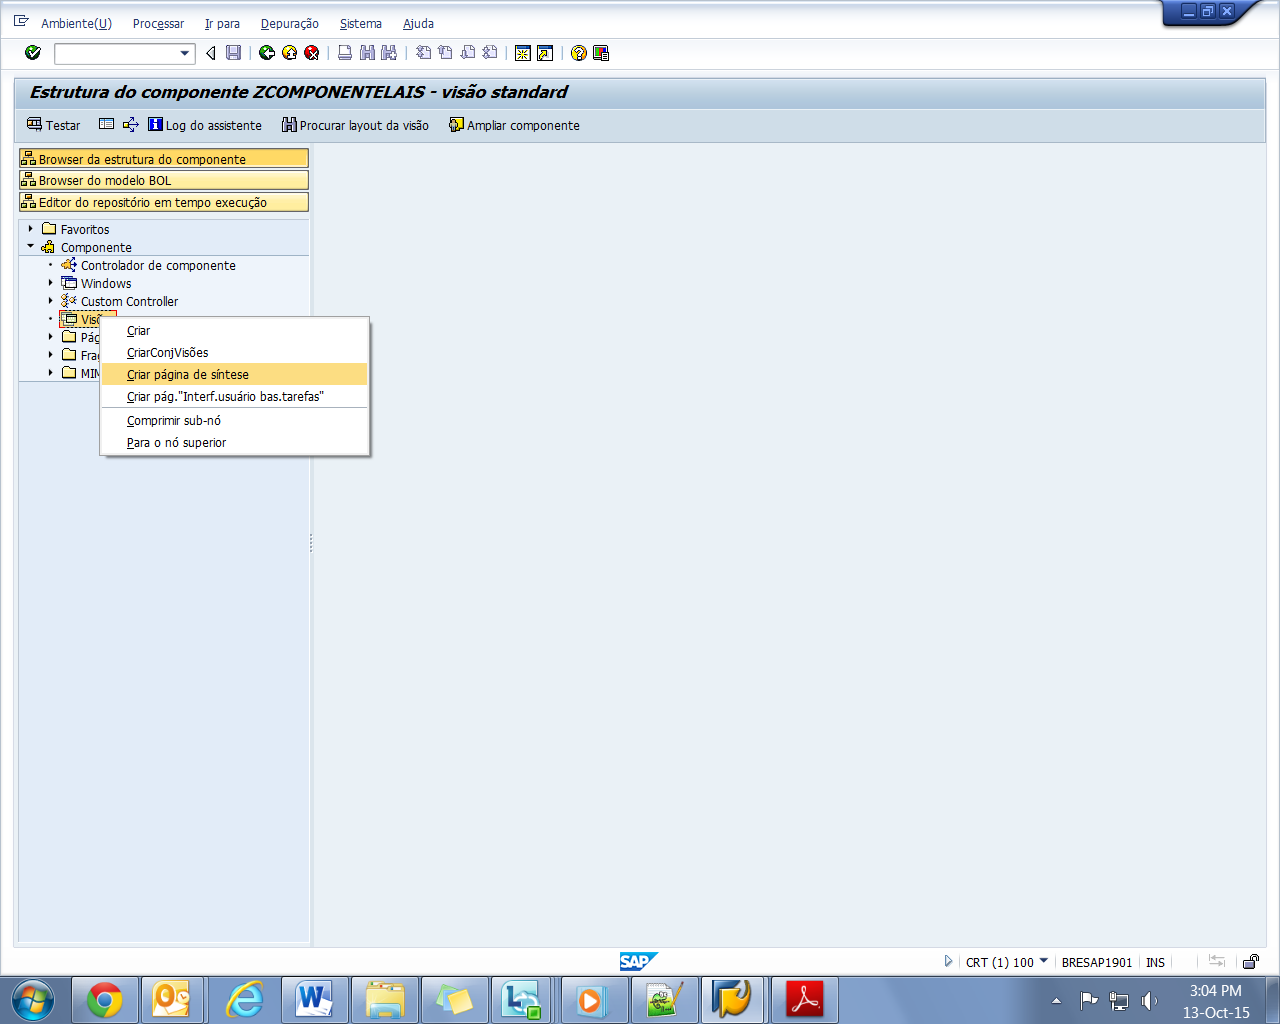 Ambiente(U) Processar Ir para Depuração Sistema Ajuda
Estrutura do componente ZCOMPONENTELAIS - visão standard
Testar Log do assistente Procurar layout da visão Ampliar componente
Browser da estrutura do componente
Browser do modelo BOL
Editor do repositório em tempo execução
Favoritos
Componente
Controlador de componente
Windows
Custom Controller
Criar
CriarConjVisões
Criar página de síntese
Criar pág."Interf.usuário bas.tarefas"
Comprimir sub-nó
Para o nó superior
SAP CRT (1) 100 BRESAP1901 INS
3:04 PM
13-Oct-15